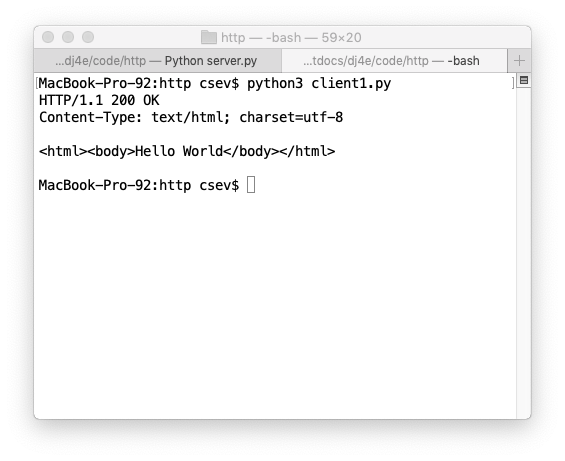 http — -bash — 59×20
...dj4e/code/http — Python server.py
...tdocs/dj4e/code/http — -bash
+
[MacBook-Pro-92:http csev$ python3 client1.py ]
HTTP/1.1 200 OK
Content-Type: text/html; charset=utf-8
<html><body>Hello World</body></html>
MacBook-Pro-92:http csev$